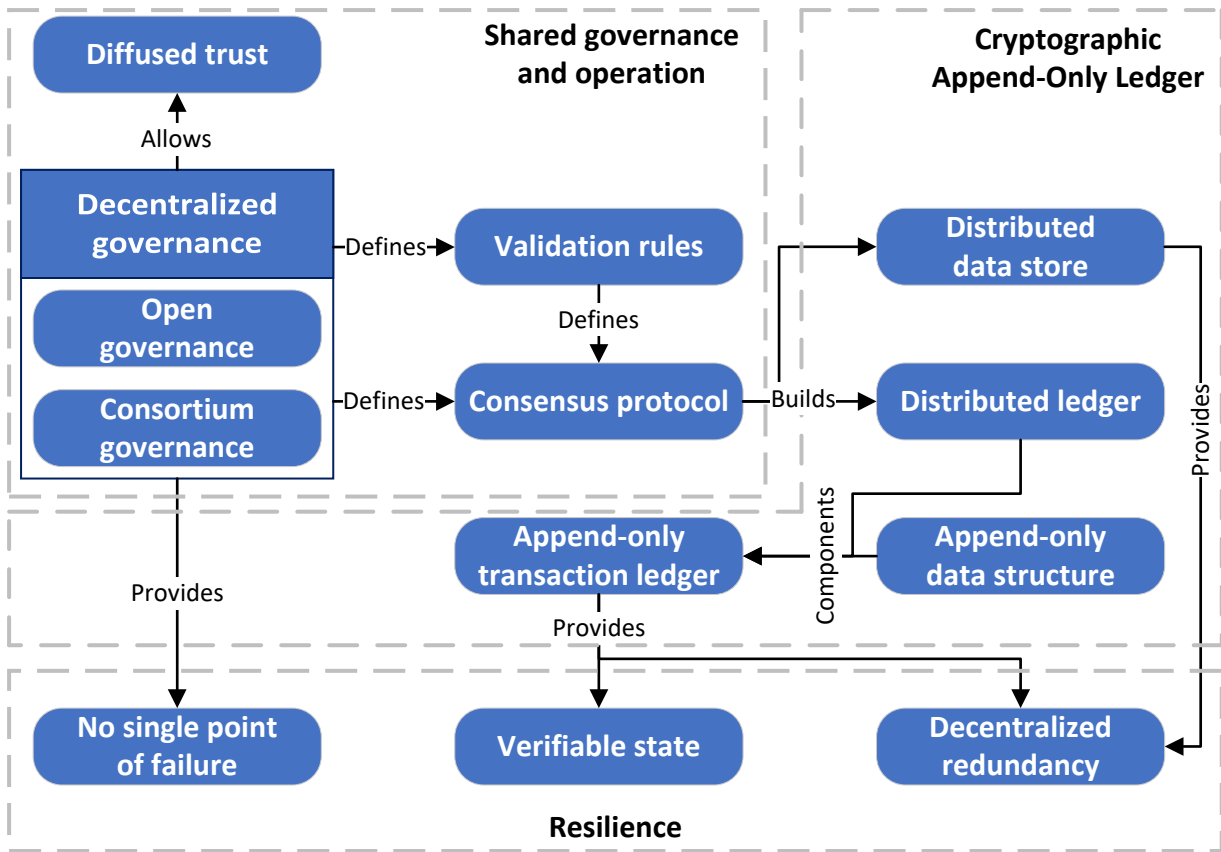 Diffused trust
Shared governance
and operation
Cryptographic
Append-Only Ledger
Allows
Decentralized
governance
Defines
Validation rules
Distributed
data store
Open
governance
Defines
Consortium
governance
Defines
Consensus protocol
Builds
Distributed ledger
Provides
Append-only
transaction ledger
Components
Append-only
data structure
Provides
Provides
No single point
of failure
Verifiable state
Decentralized
redundancy
Resilience